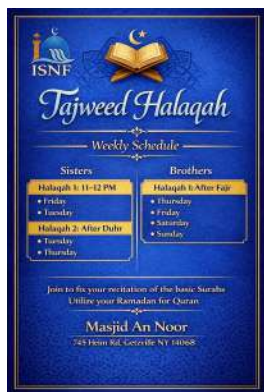 ISNF
Tajweed Halaqah
Weekly Schedule
Sisters
Halaqah 1: 11-12 PM
• Friday
• Tuesday
Halaqah 2: After Duhr
• Tuesday
• Thursday
Brothers
Halaqah 1: After Fajr
• Thursday
• Friday
• Saturday
• Sunday
Join to fix your recitation of the basic Surahs
Utilize your Ramadan for Quran
Masjid An Noor
745 Heim Rd, Getzville NY 14068